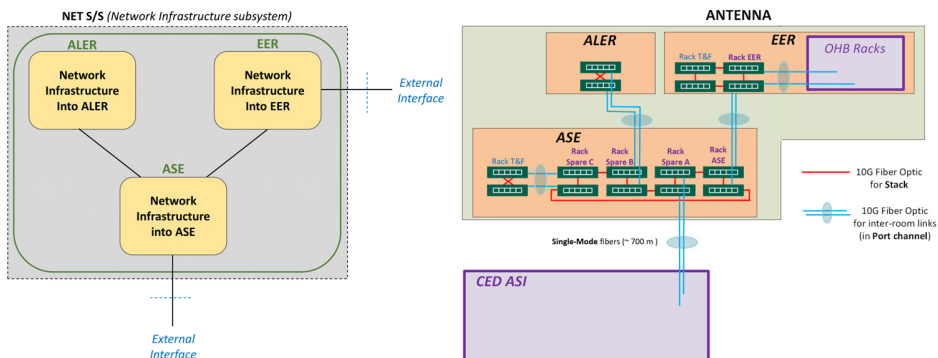 NET S/S (Network Infrastructure subsystem)
ALER
EER
Network
Infrastructure
Into ALER
Network
Infrastructure
Into EER
External
Interface
ASE
Network
Infrastructure
into ASE
External
Interface
ANTENNA
ALER
EER
Rack T&F
Rack EER
OHB Racks
ASE
Rack T&F
Rack
Spare C
Rack
Spare B
Rack
Spare A
Rack
ASE
10G Fiber Optic
for Stack
10G Fiber Optic
for inter-room links
(in Port channel)
Single-Mode fibers (~ 700 m )
CED ASI